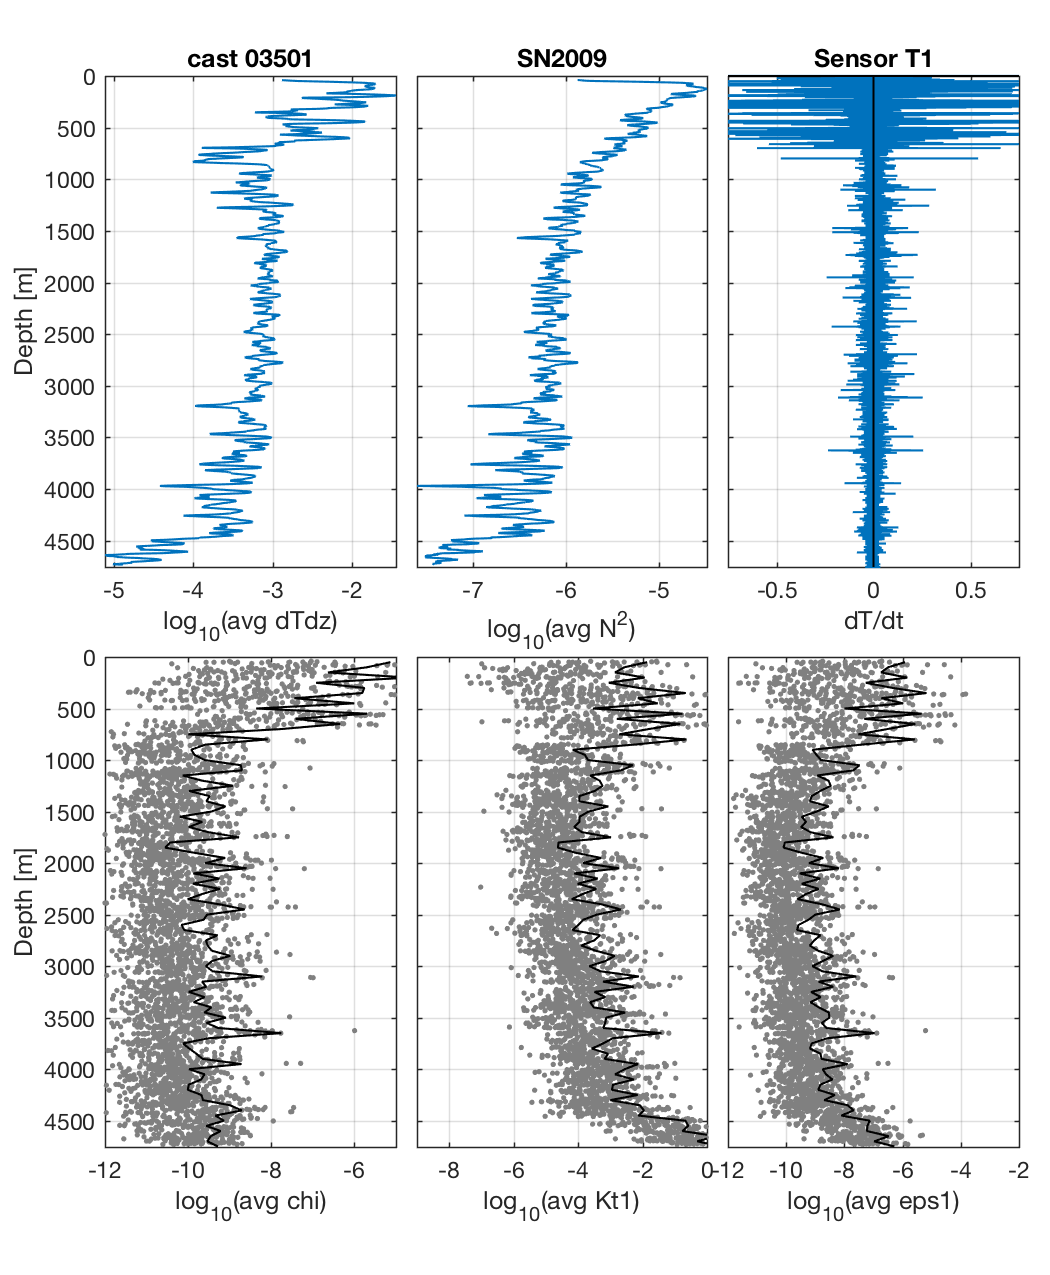 cast 03501
SN2009
Sensor T1
0
500
1000
1500
2000
2500
3000
3500
4000
4500
Depth [m]
-5 -4 -3 -2
-7 -6 -5
-0.5 0 0.5
log10(avg dTdz)
log10(avg N2)
dT/dt
0
500
1000
1500
2000
2500
3000
3500
4000
4500
Depth [m]
-12 -10 -8 -6
-8 -6 -4 -2 0
-12 -10 -8 -6 -4 -2
log10(avg chi)
log10(avg Kt1)
log10(avg eps1)